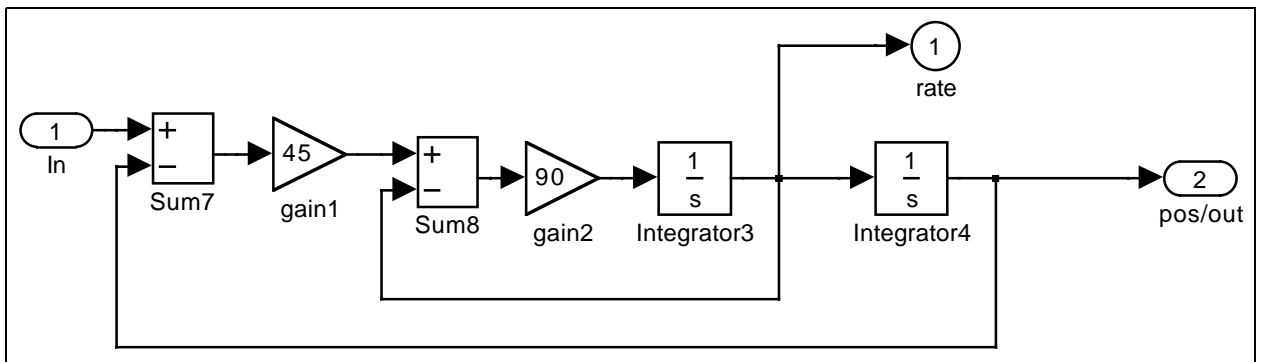 1
rate
1
In
+
−
Sum7
45
gain1
+
−
Sum8
90
gain2
1
s
Integrator3
1
s
Integrator4
2
pos/out